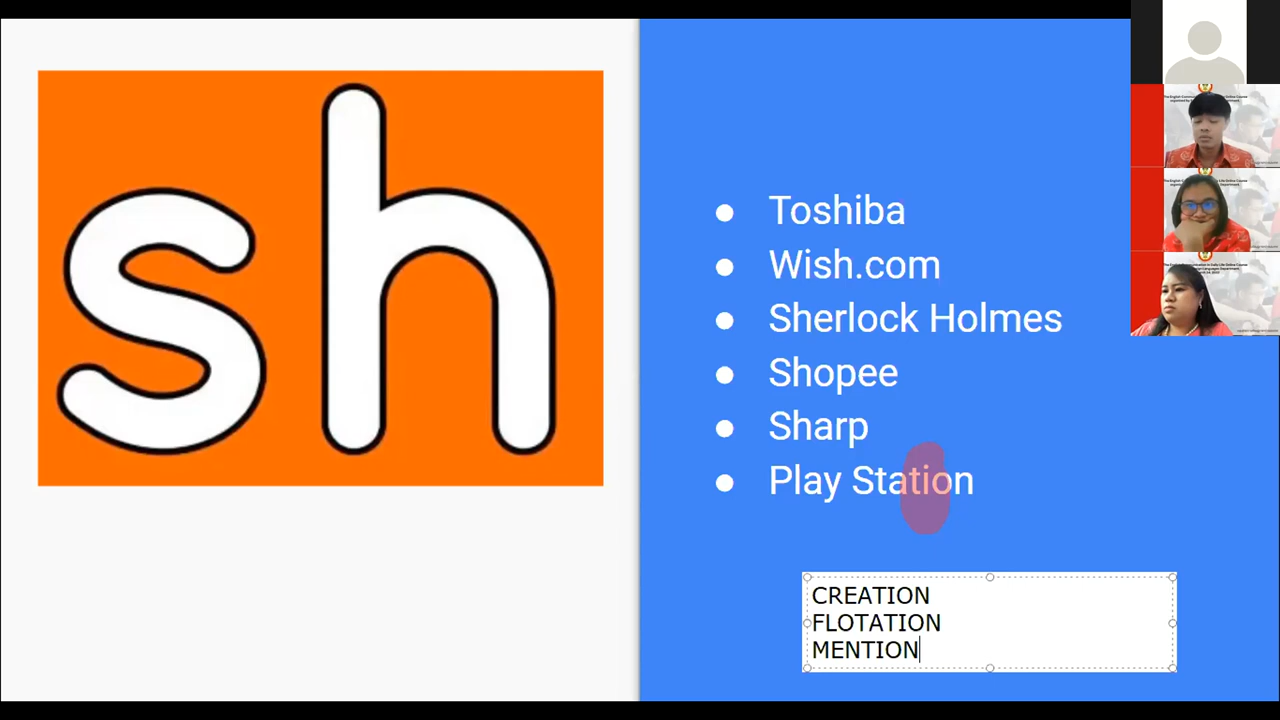 sh
Toshiba
Wish.com
Sherlock Holmes
Shopee
Sharp
Play Station
CREATION
FLOTATION
MENTION